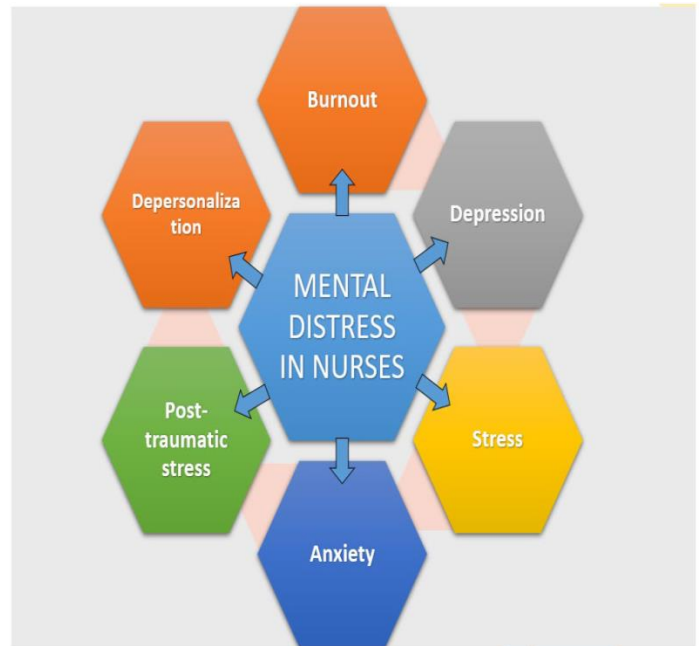 Burnout
Depersonaliza
tion
Depression
MENTAL
DISTRESS
IN NURSES
Post-
traumatic
stress
Stress
Anxiety